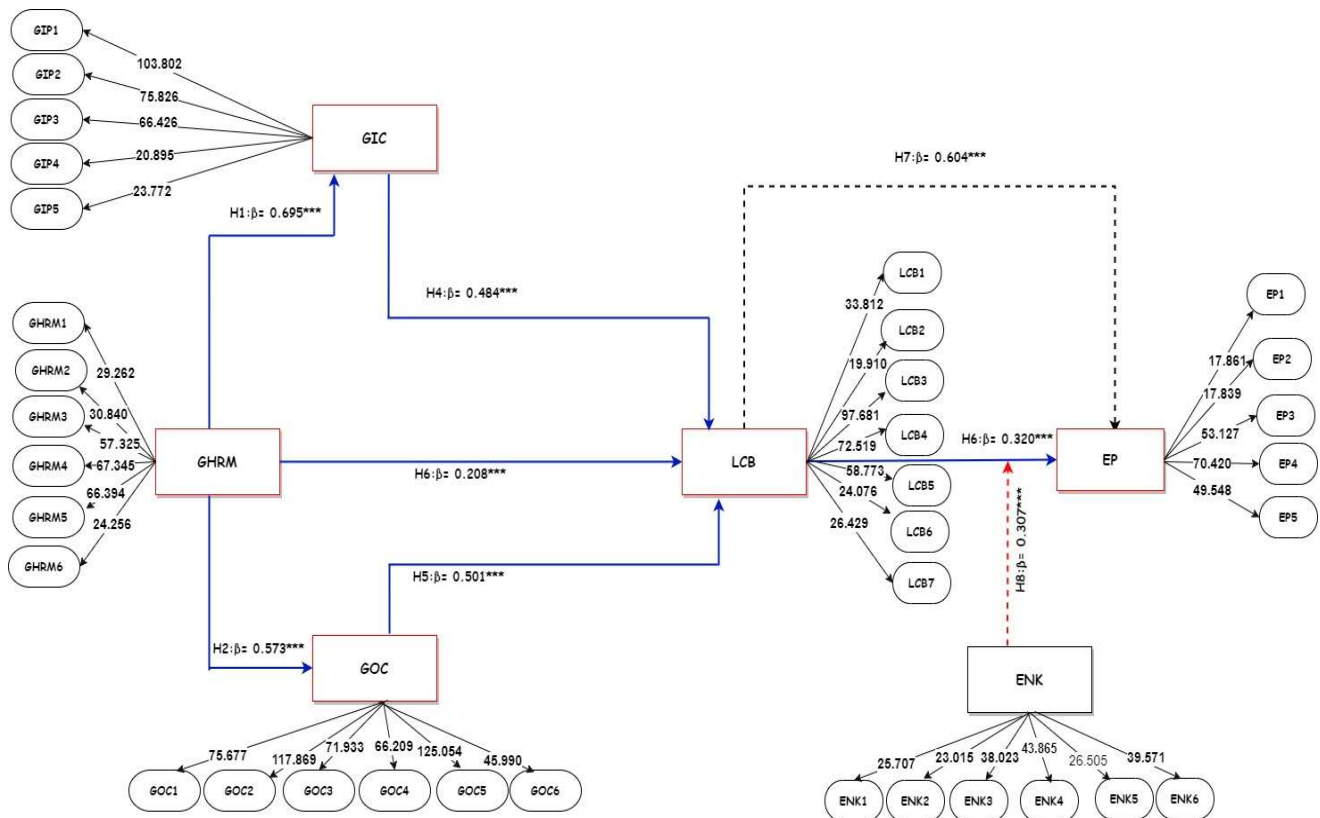 GIP1
GIP2
GIP3
GIP4
GIP5
103.802
75.826
66.426
20.895
23.772
GIC
H1:β= 0.695***
H4:β= 0.484***
H7:β= 0.604***
GHRM1
GHRM2
GHRM3
GHRM4
GHRM5
GHRM6
29.262
30.840
57.325
67.345
66.394
24.256
GHRM
H6:β= 0.208***
LCB
LCB1
LCB2
LCB3
LCB4
LCB5
LCB6
LCB7
33.812
19.910
97.681
72.519
58.773
24.076
26.429
H6:β= 0.320***
EP
EP1
EP2
EP3
EP4
EP5
17.861
17.839
53.127
70.420
49.548
H2:β= 0.573***
H5:β= 0.501***
H8:β= 0.307***
GOC
75.677
117.869
71.933
66.209
125.054
45.990
GOC1
GOC2
GOC3
GOC4
GOC5
GOC6
ENK
25.707
23.015
38.023
43.865
26.505
39.571
ENK1
ENK2
ENK3
ENK4
ENK5
ENK6